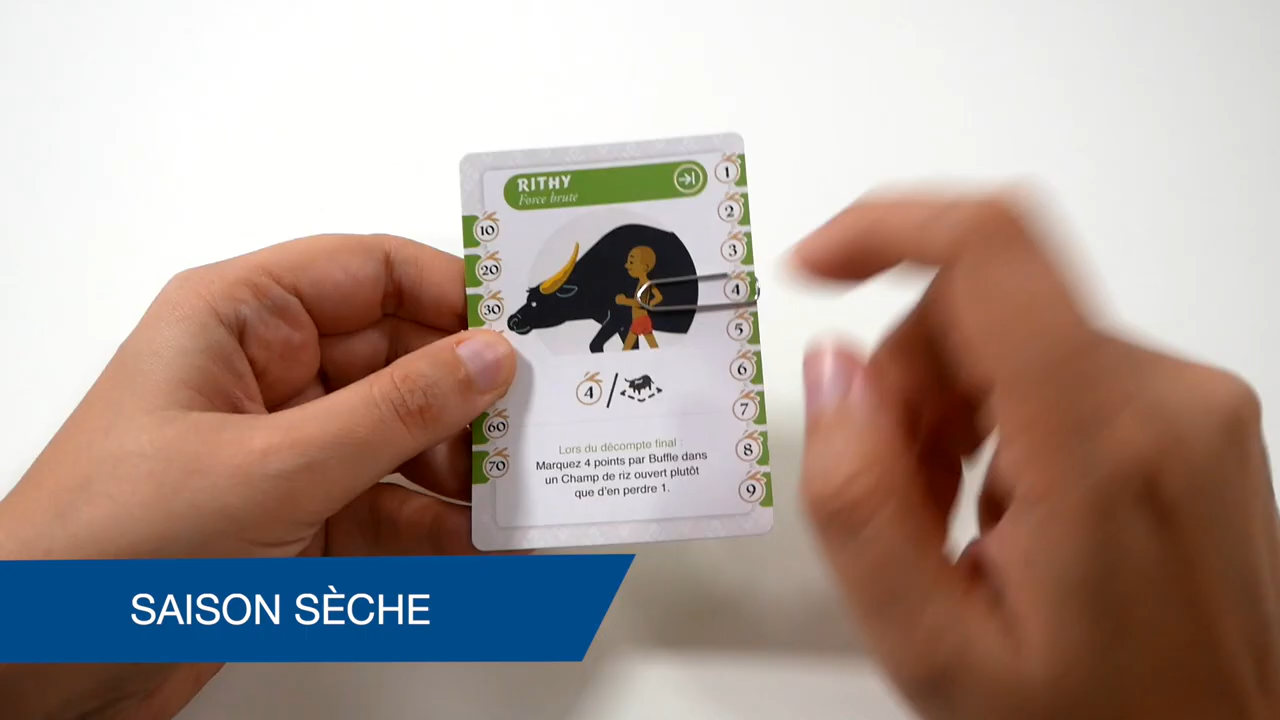 RITHY
Force brute
10
20
30
60
70
1
2
3
4
5
6
7
8
9
4 /
Lors du décompte final :
Marquez 4 points par Buffle dans
un Champ de riz ouvert plutôt
que d'en perdre 1.
SAISON SÈCHE